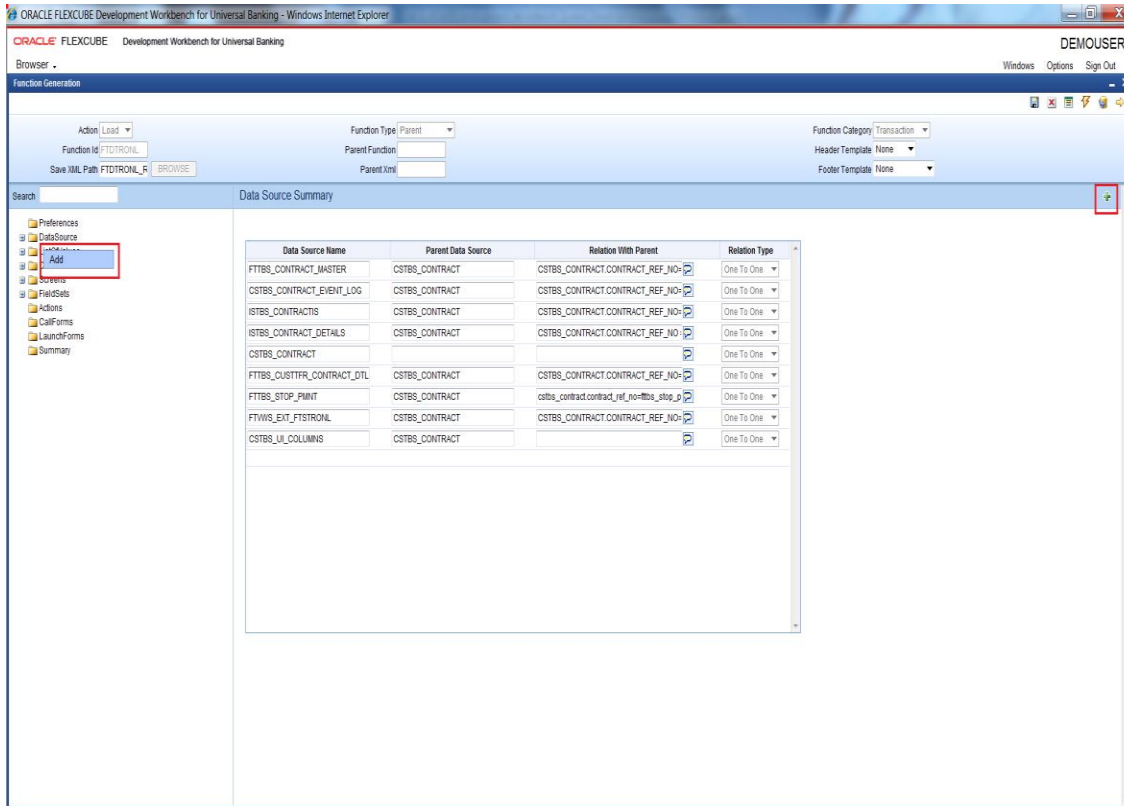 ORACLE FLEXCUBE Development Workbench for Universal Banking - Windows Internet Explorer
ORACLE FLEXCUBE Development Workbench for Universal Banking
DEMOUSER
Browser
Windows Options Sign Out
Function Generation
Action Load Function Type Parent Function Category Transaction
Function Id FTDTRONL Parent Function Header Template None
Save XML Path FTDTRONL_R BROWSE Parent Xml Footer Template None
Search Data Source Summary
Preferences
DataSource
Add
Screens
FieldSets
Actions
CallForms
LaunchForms
Summary
Data Source Name Parent Data Source Relation With Parent Relation Type
FTTBS_CONTRACT_MASTER CSTBS_CONTRACT CSTBS_CONTRACT.CONTRACT_REF_NO= One To One
CSTBS_CONTRACT_EVENT_LOG CSTBS_CONTRACT CSTBS_CONTRACT.CONTRACT_REF_NO= One To One
ISTBS_CONTRACTIS CSTBS_CONTRACT CSTBS_CONTRACT.CONTRACT_REF_NO= One To One
ISTBS_CONTRACT_DETAILS CSTBS_CONTRACT CSTBS_CONTRACT.CONTRACT_REF_NO One To One
CSTBS_CONTRACT One To One
FTTBS_CUSTTFR_CONTRACT_DTL CSTBS_CONTRACT CSTBS_CONTRACT.CONTRACT_REF_NO= One To One
FTTBS_STOP_PMNT CSTBS_CONTRACT cstbs_contract.contract_ref_no=fttbs_stop_p One To One
FTVWS_EXT_FTSTRONL CSTBS_CONTRACT CSTBS_CONTRACT.CONTRACT_REF_NO= One To One
CSTBS_UI_COLUMNS CSTBS_CONTRACT One To One